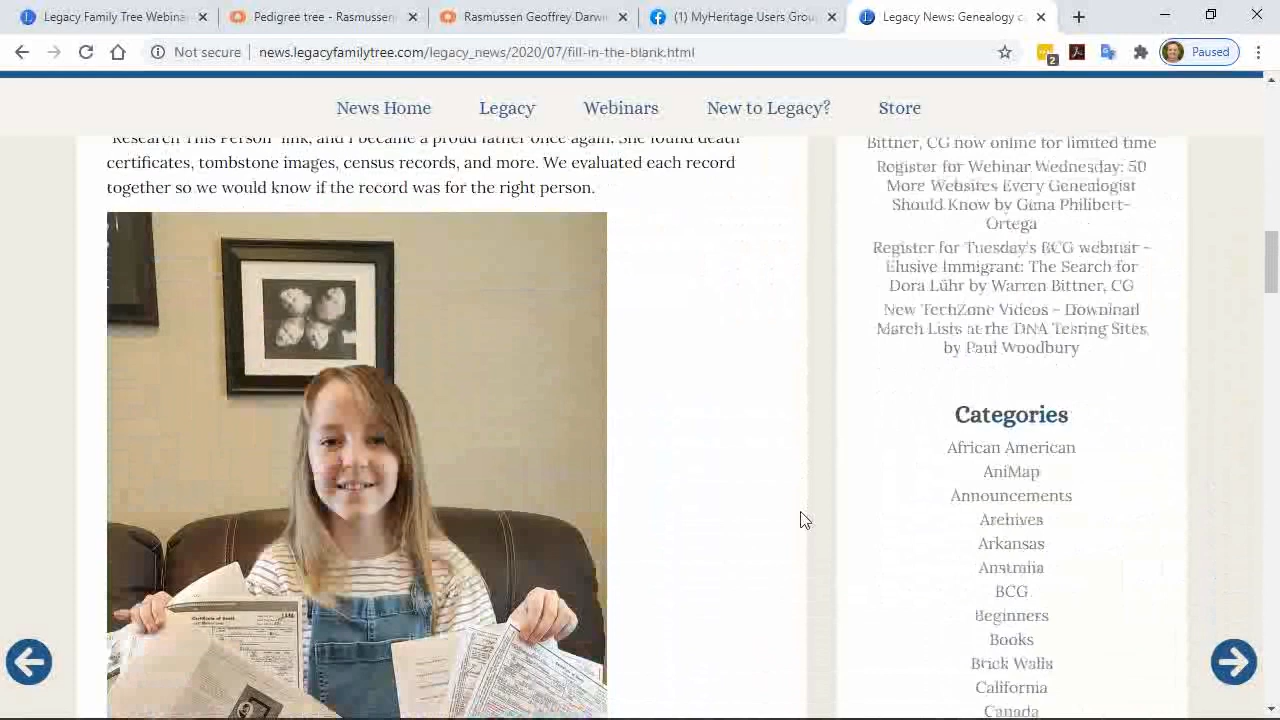 Legacy Family Tree Webinar
Pedigree tree - Rasmussen
Rasmussen Geoffrey Darwi
(1) MyHeritage Users Grou
Legacy News: Genealogy c
Not secure
news.legacyfamilytree.com/legacy_news/2020/07/fill-in-the-blank.html
2
Paused
News Home
Legacy
Webinars
New to Legacy?
Store
"Research This Person" link, and I became a proud father once again. She found death
certificates, tombstone images, census records, and more. We evaluated each record
together so we would know if the record was for the right person.
Certificate of Death
Bittner, CG now online for limited time
Register for Webinar Wednesday: 50
More Websites Every Genealogist
Should Know by Gena Philibert-
Ortega
Register for Tuesday's BCG webinar -
Elusive Immigrant: The Search for
Dora Lühr by Warren Bittner, CG
New TechZone Videos - Download
March Lists at the DNA Testing Sites
by Paul Woodbury
Categories
African American
AniMap
Announcements
Archives
Arkansas
Australia
BCG
Beginners
Books
Brick Walls
California
Canada